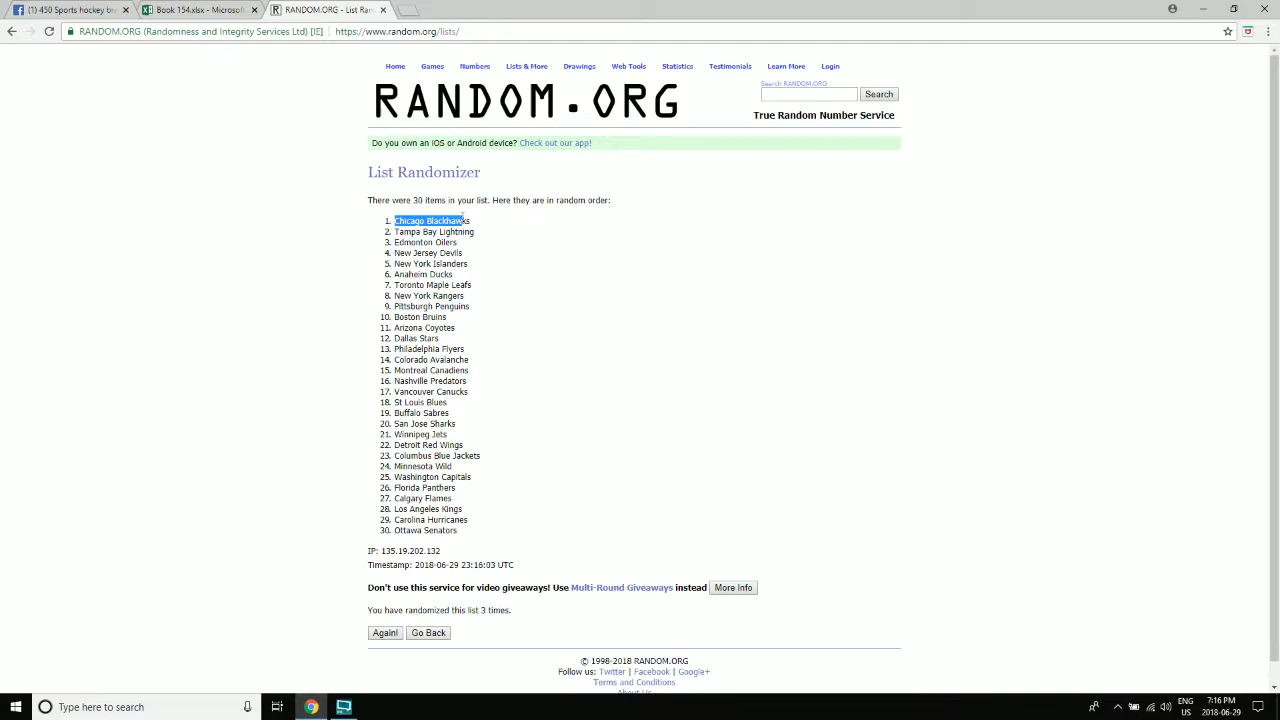 (1) 450 Sports hockey bre
Book 154.xlsx - Microsof
RANDOM.ORG - List Ran
RANDOM.ORG (Randomness and Integrity Services Ltd) [IE] | https://www.random.org/lists/
Home Games Numbers Lists & More Drawings Web Tools Statistics Testimonials Learn More Login
RANDOM.ORG
Search RANDOM.ORG
Search
True Random Number Service
Do you own an iOS or Android device? Check out our app!
List Randomizer
There were 30 items in your list. Here they are in random order:
1. Chicago Blackhawks
2. Tampa Bay Lightning
3. Edmonton Oilers
4. New Jersey Devils
5. New York Islanders
6. Anaheim Ducks
7. Toronto Maple Leafs
8. New York Rangers
9. Pittsburgh Penguins
10. Boston Bruins
11. Arizona Coyotes
12. Dallas Stars
13. Philadelphia Flyers
14. Colorado Avalanche
15. Montreal Canadiens
16. Nashville Predators
17. Vancouver Canucks
18. St Louis Blues
19. Buffalo Sabres
20. San Jose Sharks
21. Winnipeg Jets
22. Detroit Red Wings
23. Columbus Blue Jackets
24. Minnesota Wild
25. Washington Capitals
26. Florida Panthers
27. Calgary Flames
28. Los Angeles Kings
29. Carolina Hurricanes
30. Ottawa Senators
IP: 135.19.202.132
Timestamp: 2018-06-29 23:16:03 UTC
Don't use this service for video giveaways! Use Multi-Round Giveaways instead More Info
You have randomized this list 3 times.
Again! Go Back
© 1998-2018 RANDOM.ORG
Follow us: Twitter | Facebook | Google+
Terms and Conditions
About Us
Type here to search
ENG
US
7:16 PM
2018-06-29